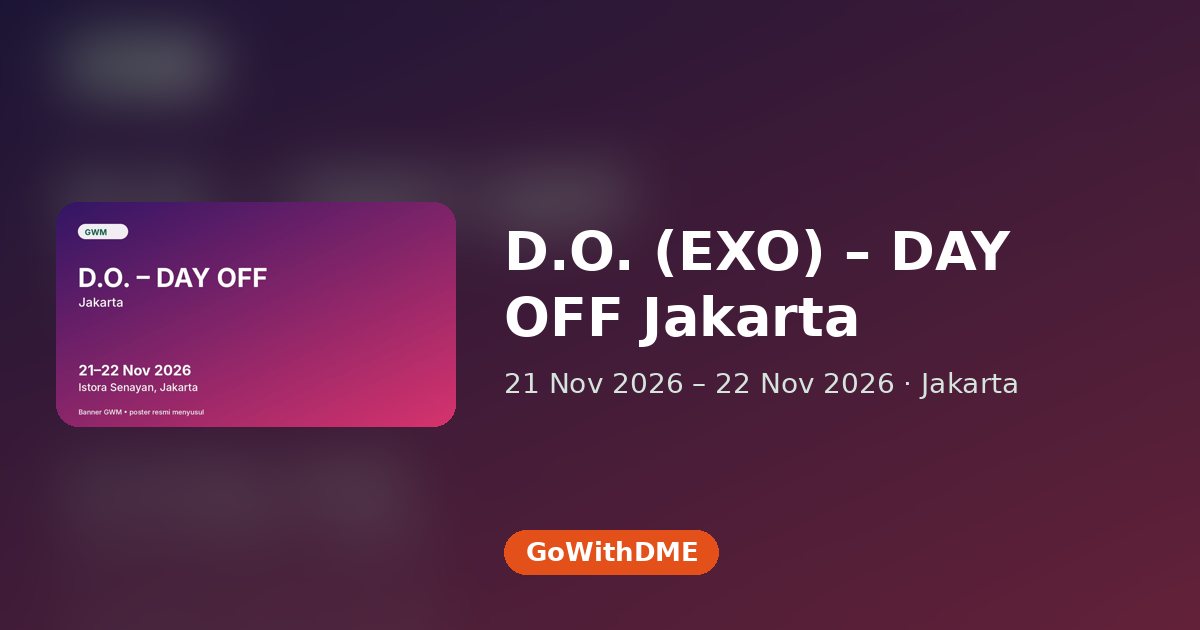 GWM
D.O. – DAY OFF
Jakarta
21–22 Nov 2026
Istora Senayan, Jakarta
Banner GWM • poster resmi menyusul
D.O. (EXO) – DAY
OFF Jakarta
21 Nov 2026 – 22 Nov 2026 · Jakarta
GoWithDME